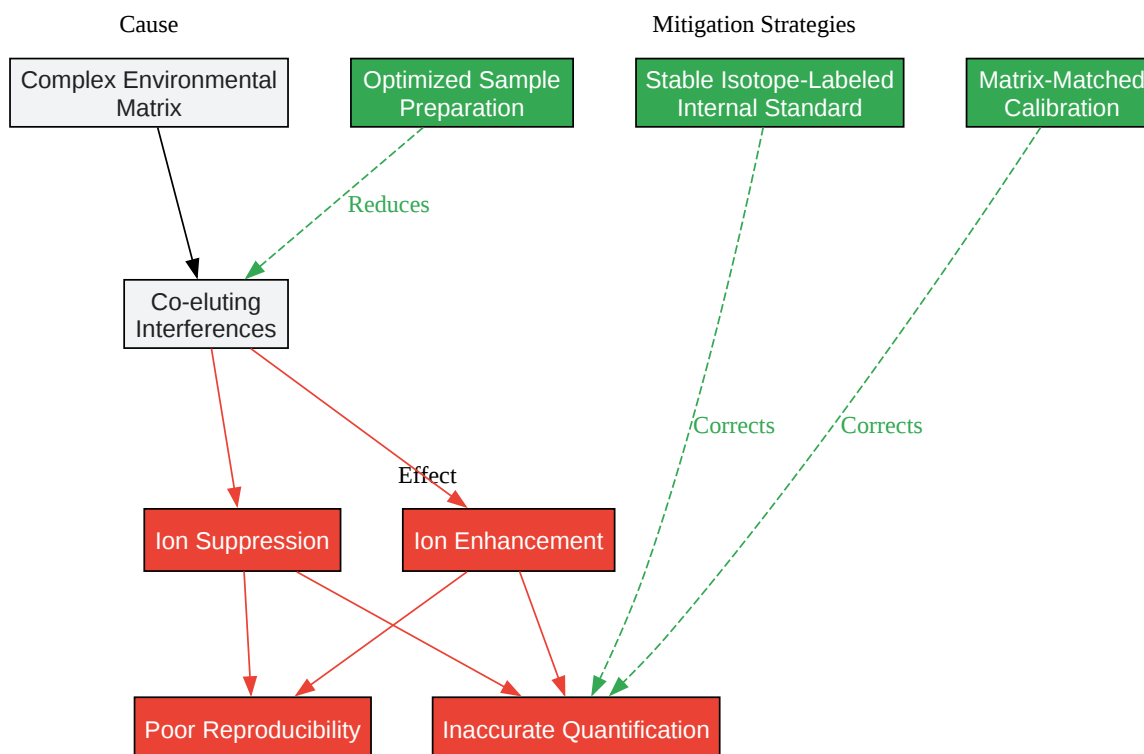 Cause
Mitigation Strategies
Complex Environmental
Matrix
Optimized Sample
Preparation
Stable Isotope-Labeled
Internal Standard
Matrix-Matched
Calibration
Reduces
Co-eluting
Interferences
Corrects
Corrects
Effect
Ion Suppression
Ion Enhancement
Poor Reproducibility
Inaccurate Quantification